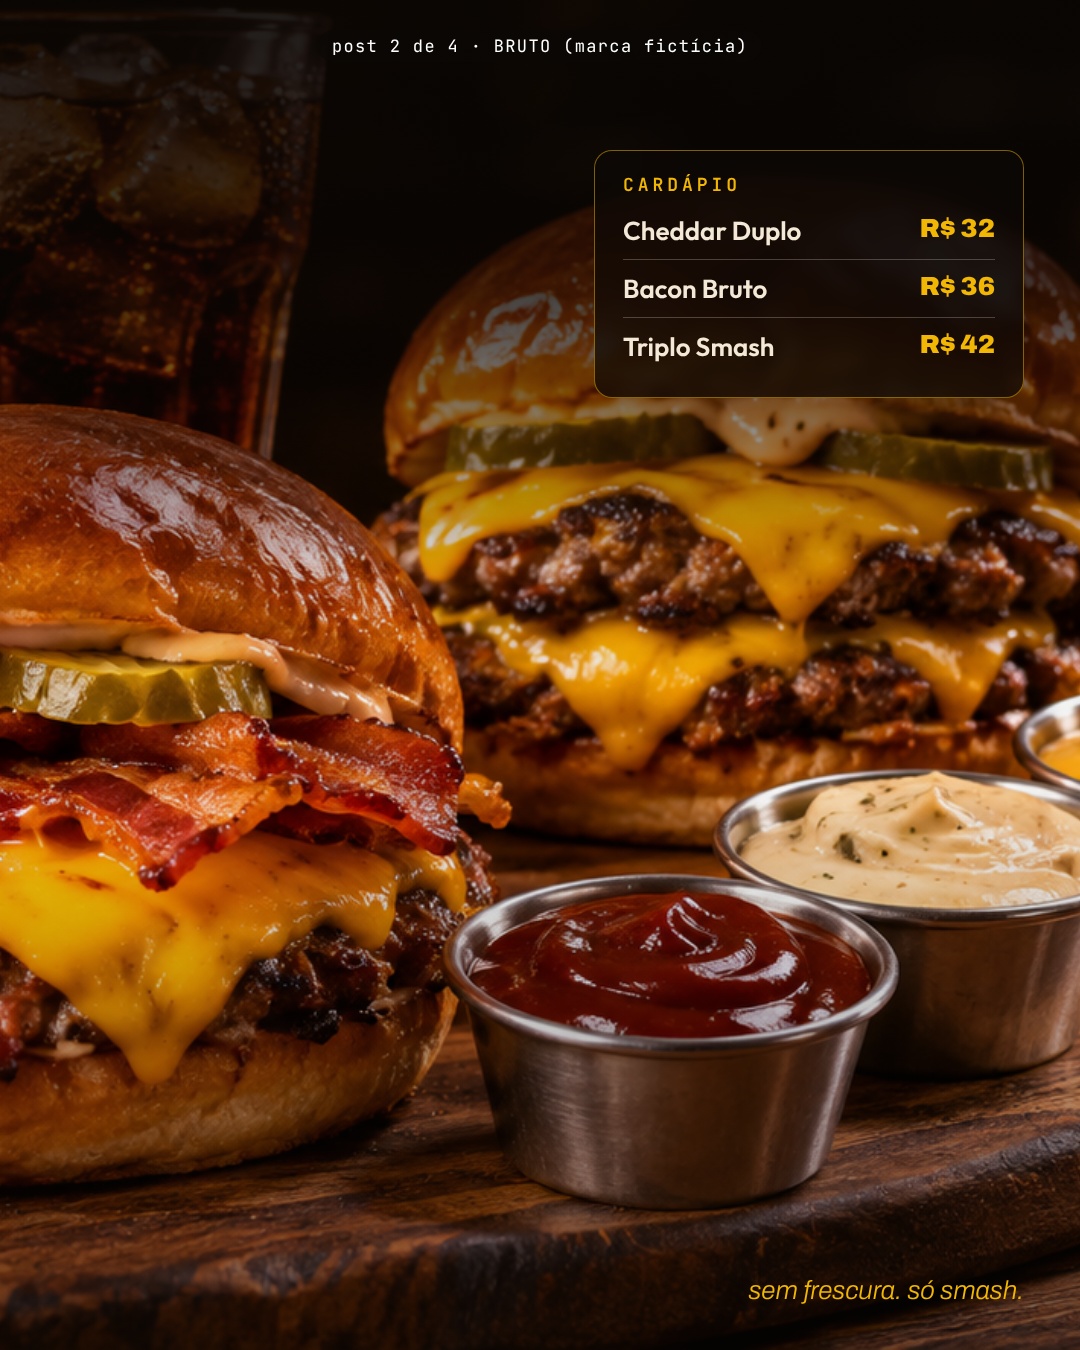 post 2 de 4 · BRUTO (marca fictícia)
CARDÁPIO
Cheddar Duplo R$ 32
Bacon Bruto R$ 36
Triplo Smash R$ 42
sem frescura. só smash.